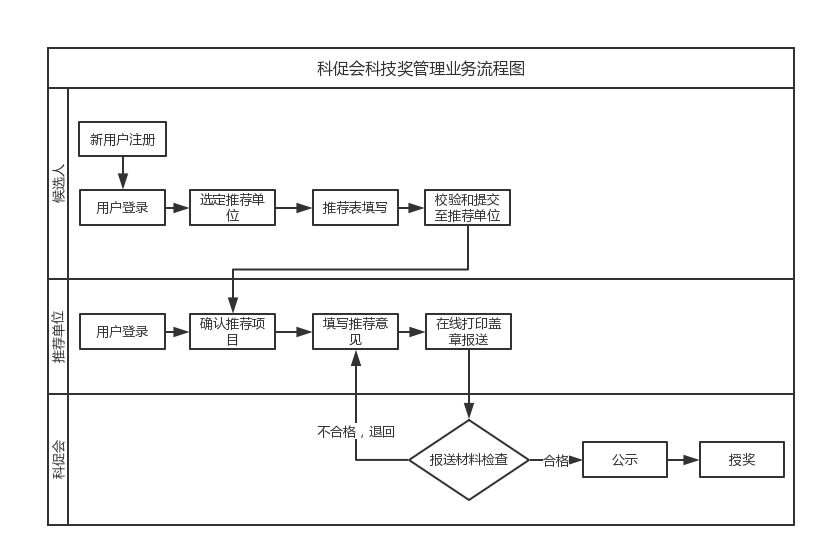 科促会科技奖管理业务流程图
候选人
新用户注册
用户登录
选定推荐单
位
推荐表填写
校验和提交
至推荐单位
推荐单位
用户登录
确认推荐项
目
填写推荐意
见
在线打印盖
章报送
科促会
不合格，退回
报送材料检查
合格
公示
授奖